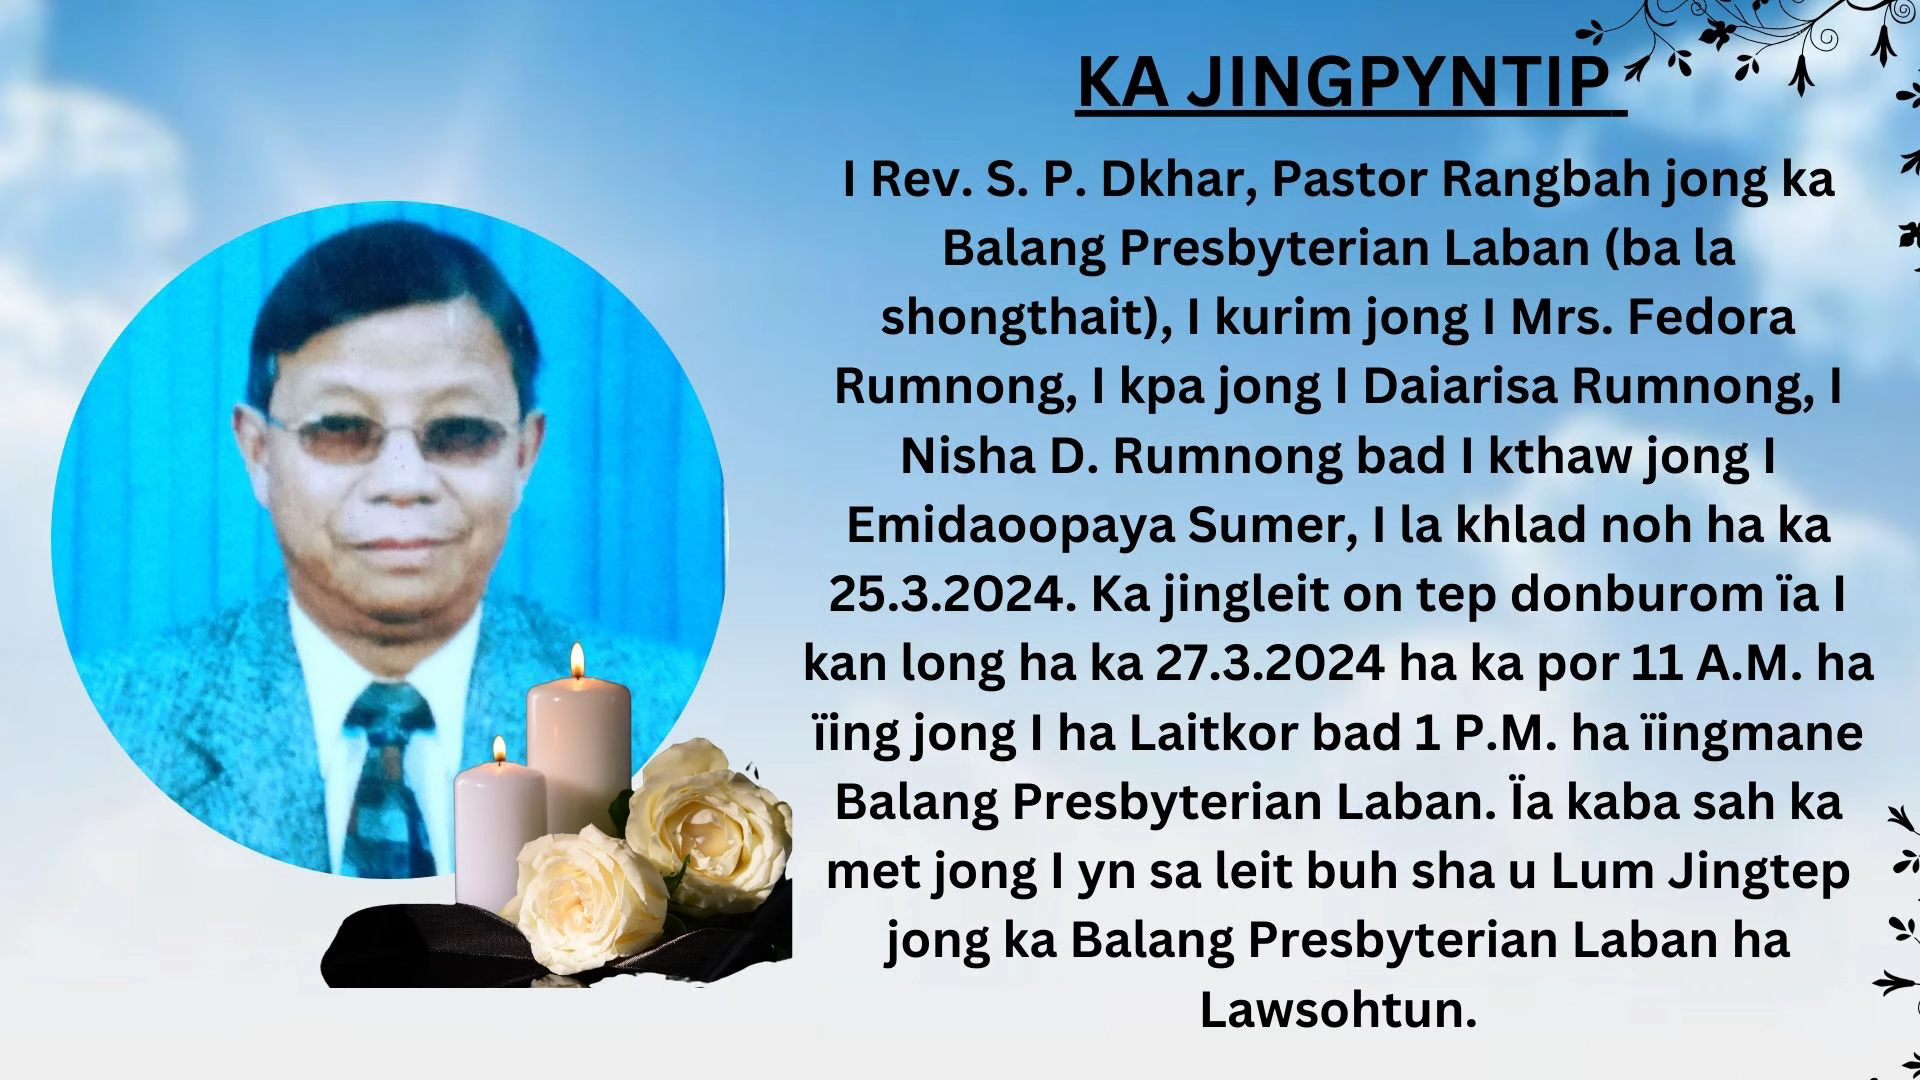 KA JINGPYNTIP
I Rev. S. P. Dkhar, Pastor Rangbah jong ka
Balang Presbyterian Laban (ba la
shongthait), I kurim jong I Mrs. Fedora
Rumnong, I kpa jong I Daiarisa Rumnong, I
Nisha D. Rumnong bad I kthaw jong I
Emidaoopaya Sumer, I la khlad noh ha ka
25.3.2024. Ka jingleit on tep donburom ïa I
kan long ha ka 27.3.2024 ha ka por 11 A.M. ha
ïing jong I ha Laitkor bad 1 P.M. ha ïingmane
Balang Presbyterian Laban. Ïa kaba sah ka
met jong I yn sa leit buh sha u Lum Jingtep
jong ka Balang Presbyterian Laban ha
Lawsohtun.